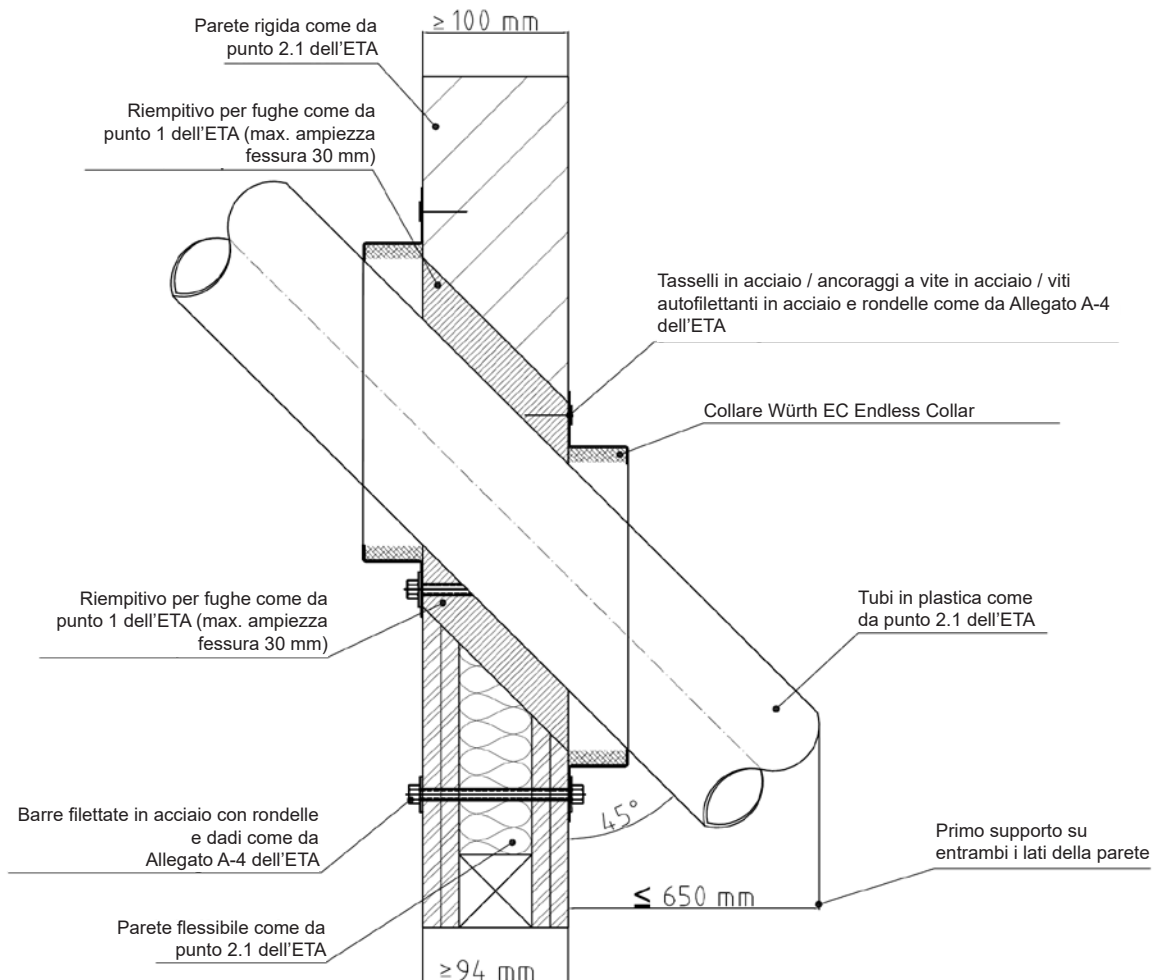 ≥100 mm
Parete rigida come da
punto 2.1 dell'ETA
Riempitivo per fughe come da
punto 1 dell'ETA (max. ampiezza
fessura 30 mm)
Tasselli in acciaio / ancoraggi a vite in acciaio / viti
autofilettanti in acciaio e rondelle come da Allegato A-4
dell'ETA
Collare Würth EC Endless Collar
Riempitivo per fughe come da
punto 1 dell'ETA (max. ampiezza
fessura 30 mm)
Tubi in plastica come
da punto 2.1 dell'ETA
45°
Barre filettate in acciaio con rondelle
e dadi come da
Allegato A-4 dell'ETA
Primo supporto su
entrambi i lati della parete
≤ 650 mm
Parete flessibile come da
punto 2.1 dell'ETA
≥94 mm